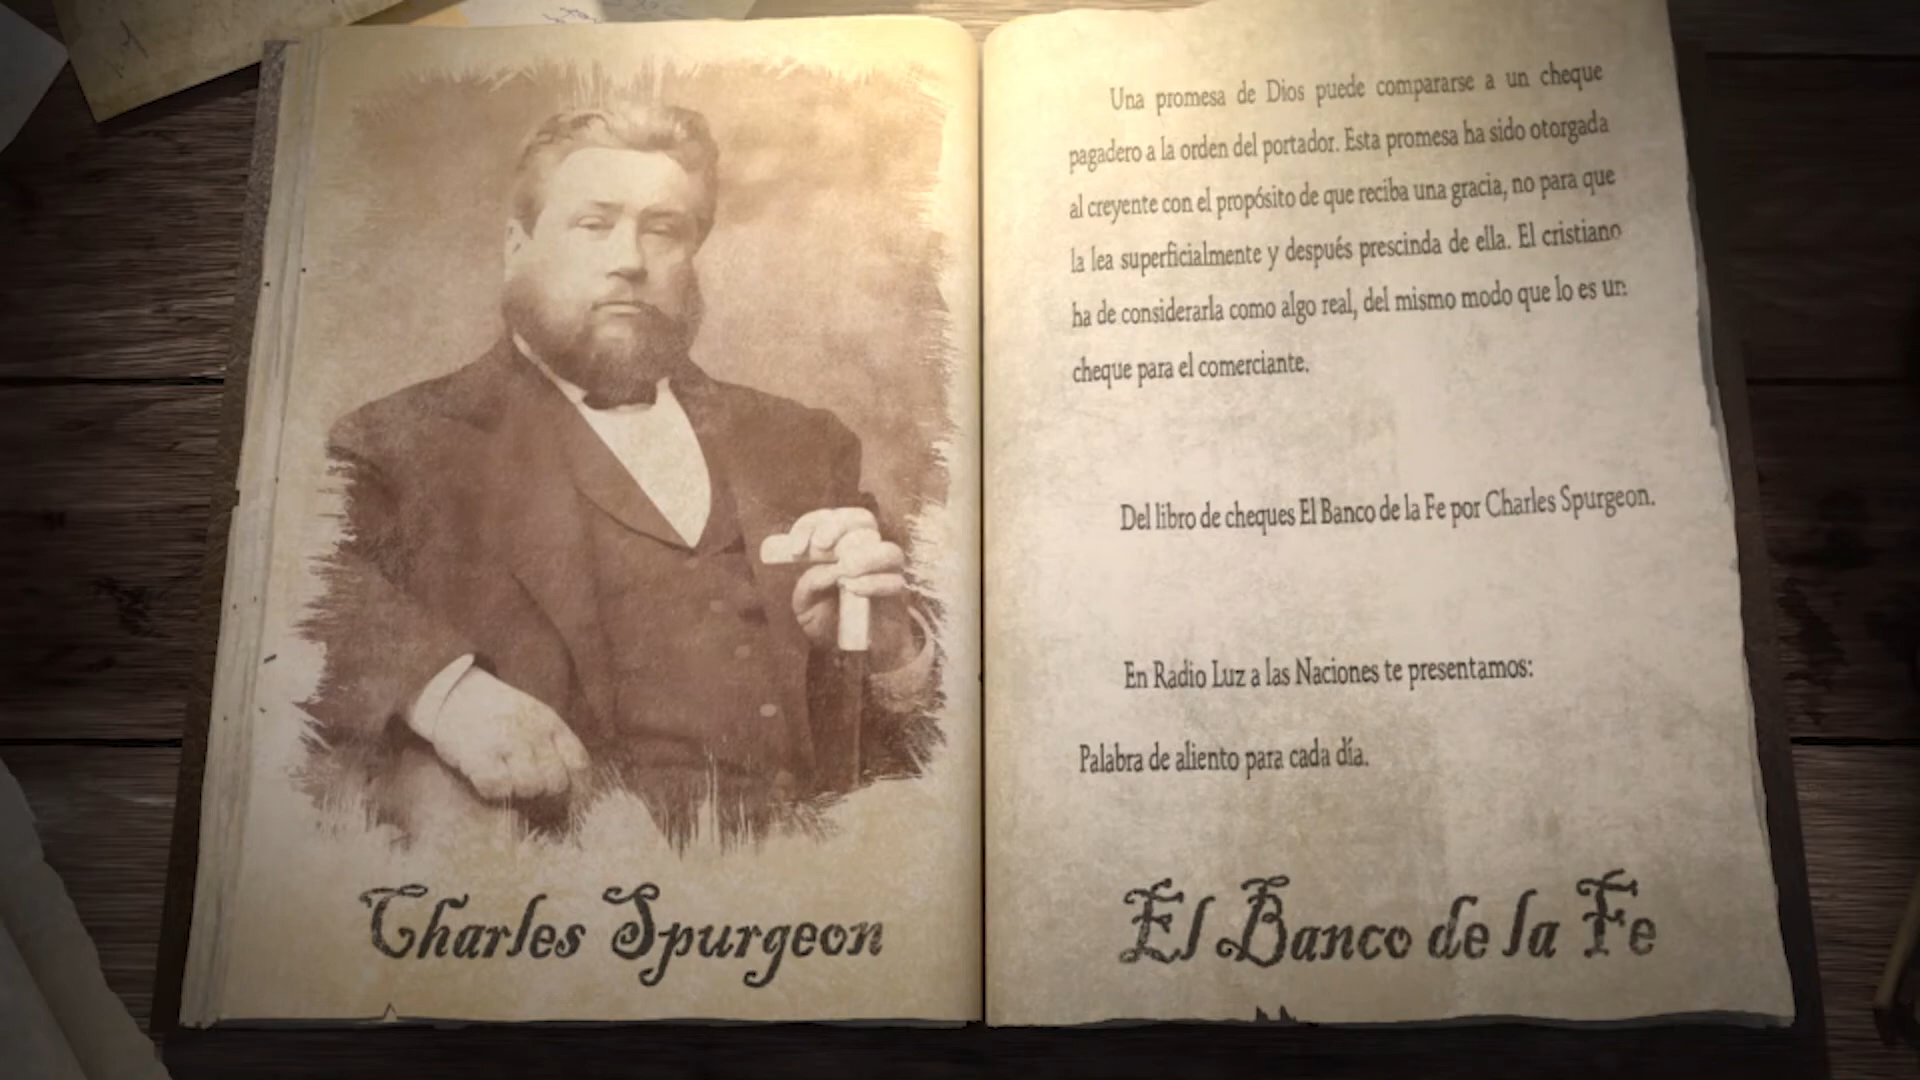 Una promesa de Dios puede compararse a un cheque
pagadero a la orden del portador. Esta promesa ha sido otorgada
al creyente con el propósito de que reciba una gracia, no para que
la lea superficialmente y después prescinda de ella. El cristiano
ha de considerarla como algo real, del mismo modo que lo es un
cheque para el comerciante.
Del libro de cheques El Banco de la Fe por Charles Spurgeon.
En Radio Luz a las Naciones te presentamos:
Palabra de aliento para cada día.
Charles Spurgeon
El Banco de la Fe